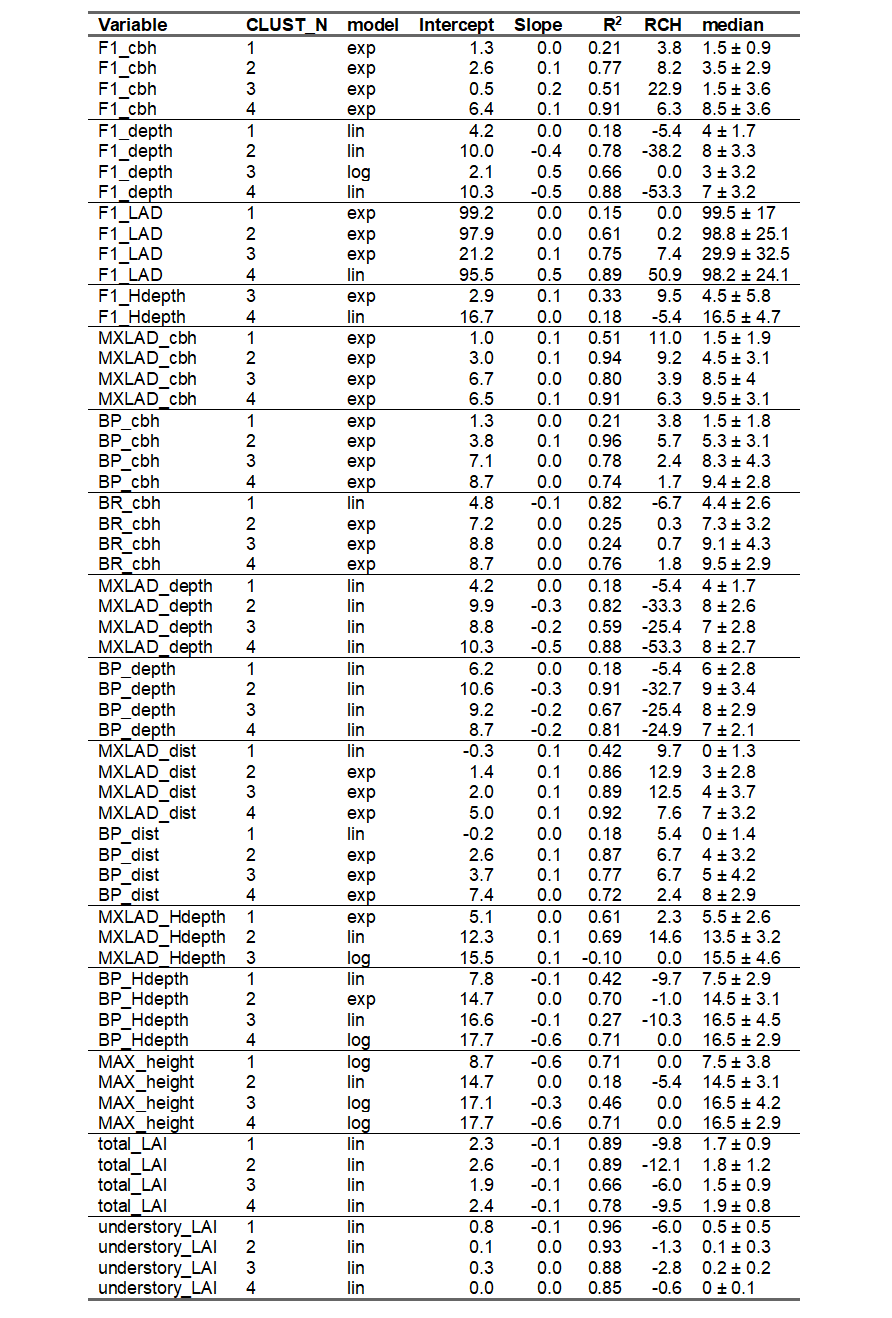 Variable CLUST_N model Intercept Slope R² RCH median
F1_cbh 1 exp 1.3 0.0 0.21 3.8 1.5 ± 0.9
F1_cbh 2 exp 2.6 0.1 0.77 8.2 3.5 ± 2.9
F1_cbh 3 exp 0.5 0.2 0.51 22.9 1.5 ± 3.6
F1_cbh 4 exp 6.4 0.1 0.91 6.3 8.5 ± 3.6
F1_depth 1 lin 4.2 0.0 0.18 -5.4 4 ± 1.7
F1_depth 2 lin 10.0 -0.4 0.78 -38.2 8 ± 3.3
F1_depth 3 log 2.1 0.5 0.66 0.0 3 ± 3.2
F1_depth 4 lin 10.3 -0.5 0.88 -53.3 7 ± 3.2
F1_LAD 1 exp 99.2 0.0 0.15 0.0 99.5 ± 17
F1_LAD 2 exp 97.9 0.0 0.61 0.2 98.8 ± 25.1
F1_LAD 3 exp 21.2 0.1 0.75 7.4 29.9 ± 32.5
F1_LAD 4 lin 95.5 0.5 0.89 50.9 98.2 ± 24.1
F1_Hdepth 3 exp 2.9 0.1 0.33 9.5 4.5 ± 5.8
F1_Hdepth 4 lin 16.7 0.0 0.18 -5.4 16.5 ± 4.7
MXLAD_cbh 1 exp 1.0 0.1 0.51 11.0 1.5 ± 1.9
MXLAD_cbh 2 exp 3.0 0.1 0.94 9.2 4.5 ± 3.1
MXLAD_cbh 3 exp 6.7 0.0 0.80 3.9 8.5 ± 4
MXLAD_cbh 4 exp 6.5 0.1 0.91 6.3 9.5 ± 3.1
BP_cbh 1 exp 1.3 0.0 0.21 3.8 1.5 ± 1.8
BP_cbh 2 exp 3.8 0.1 0.96 5.7 5.3 ± 3.1
BP_cbh 3 exp 7.1 0.0 0.78 2.4 8.3 ± 4.3
BP_cbh 4 exp 8.7 0.0 0.74 1.7 9.4 ± 2.8
BR_cbh 1 lin 4.8 -0.1 0.82 -6.7 4.4 ± 2.6
BR_cbh 2 exp 7.2 0.0 0.25 0.3 7.3 ± 3.2
BR_cbh 3 exp 8.8 0.0 0.24 0.7 9.1 ± 4.3
BR_cbh 4 exp 8.7 0.0 0.76 1.8 9.5 ± 2.9
MXLAD_depth 1 lin 4.2 0.0 0.18 -5.4 4 ± 1.7
MXLAD_depth 2 lin 9.9 -0.3 0.82 -33.3 8 ± 2.6
MXLAD_depth 3 lin 8.8 -0.2 0.59 -25.4 7 ± 2.8
MXLAD_depth 4 lin 10.3 -0.5 0.88 -53.3 8 ± 2.7
BP_depth 1 lin 6.2 0.0 0.18 -5.4 6 ± 2.8
BP_depth 2 lin 10.6 -0.3 0.91 -32.7 9 ± 3.4
BP_depth 3 lin 9.2 -0.2 0.67 -25.4 8 ± 2.9
BP_depth 4 lin 8.7 -0.2 0.81 -24.9 7 ± 2.1
MXLAD_dist 1 lin -0.3 0.1 0.42 9.7 0 ± 1.3
MXLAD_dist 2 exp 1.4 0.1 0.86 12.9 3 ± 2.8
MXLAD_dist 3 exp 2.0 0.1 0.89 12.5 4 ± 3.7
MXLAD_dist 4 exp 5.0 0.1 0.92 7.6 7 ± 3.2
BP_dist 1 lin -0.2 0.0 0.18 5.4 0 ± 1.4
BP_dist 2 exp 2.6 0.1 0.87 6.7 4 ± 3.2
BP_dist 3 exp 3.7 0.1 0.77 6.7 5 ± 4.2
BP_dist 4 exp 7.4 0.0 0.72 2.4 8 ± 2.9
MXLAD_Hdepth 1 exp 5.1 0.0 0.61 2.3 5.5 ± 2.6
MXLAD_Hdepth 2 lin 12.3 0.1 0.69 14.6 13.5 ± 3.2
MXLAD_Hdepth 3 log 15.5 0.1 -0.10 0.0 15.5 ± 4.6
BP_Hdepth 1 lin 7.8 -0.1 0.42 -9.7 7.5 ± 2.9
BP_Hdepth 2 exp 14.7 0.0 0.70 -1.0 14.5 ± 3.1
BP_Hdepth 3 lin 16.6 -0.1 0.27 -10.3 16.5 ± 4.5
BP_Hdepth 4 log 17.7 -0.6 0.71 0.0 16.5 ± 2.9
MAX_height 1 log 8.7 -0.6 0.71 0.0 7.5 ± 3.8
MAX_height 2 lin 14.7 0.0 0.18 -5.4 14.5 ± 3.1
MAX_height 3 log 17.1 -0.3 0.46 0.0 16.5 ± 4.2
MAX_height 4 log 17.7 -0.6 0.71 0.0 16.5 ± 2.9
total_LAI 1 lin 2.3 -0.1 0.89 -9.8 1.7 ± 0.9
total_LAI 2 lin 2.6 -0.1 0.89 -12.1 1.8 ± 1.2
total_LAI 3 lin 1.9 -0.1 0.66 -6.0 1.5 ± 0.9
total_LAI 4 lin 2.4 -0.1 0.78 -9.5 1.9 ± 0.8
understory_LAI 1 lin 0.8 -0.1 0.96 -6.0 0.5 ± 0.5
understory_LAI 2 lin 0.1 0.0 0.93 -1.3 0.1 ± 0.3
understory_LAI 3 lin 0.3 0.0 0.88 -2.8 0.2 ± 0.2
understory_LAI 4 lin 0.0 0.0 0.85 -0.6 0 ± 0.1